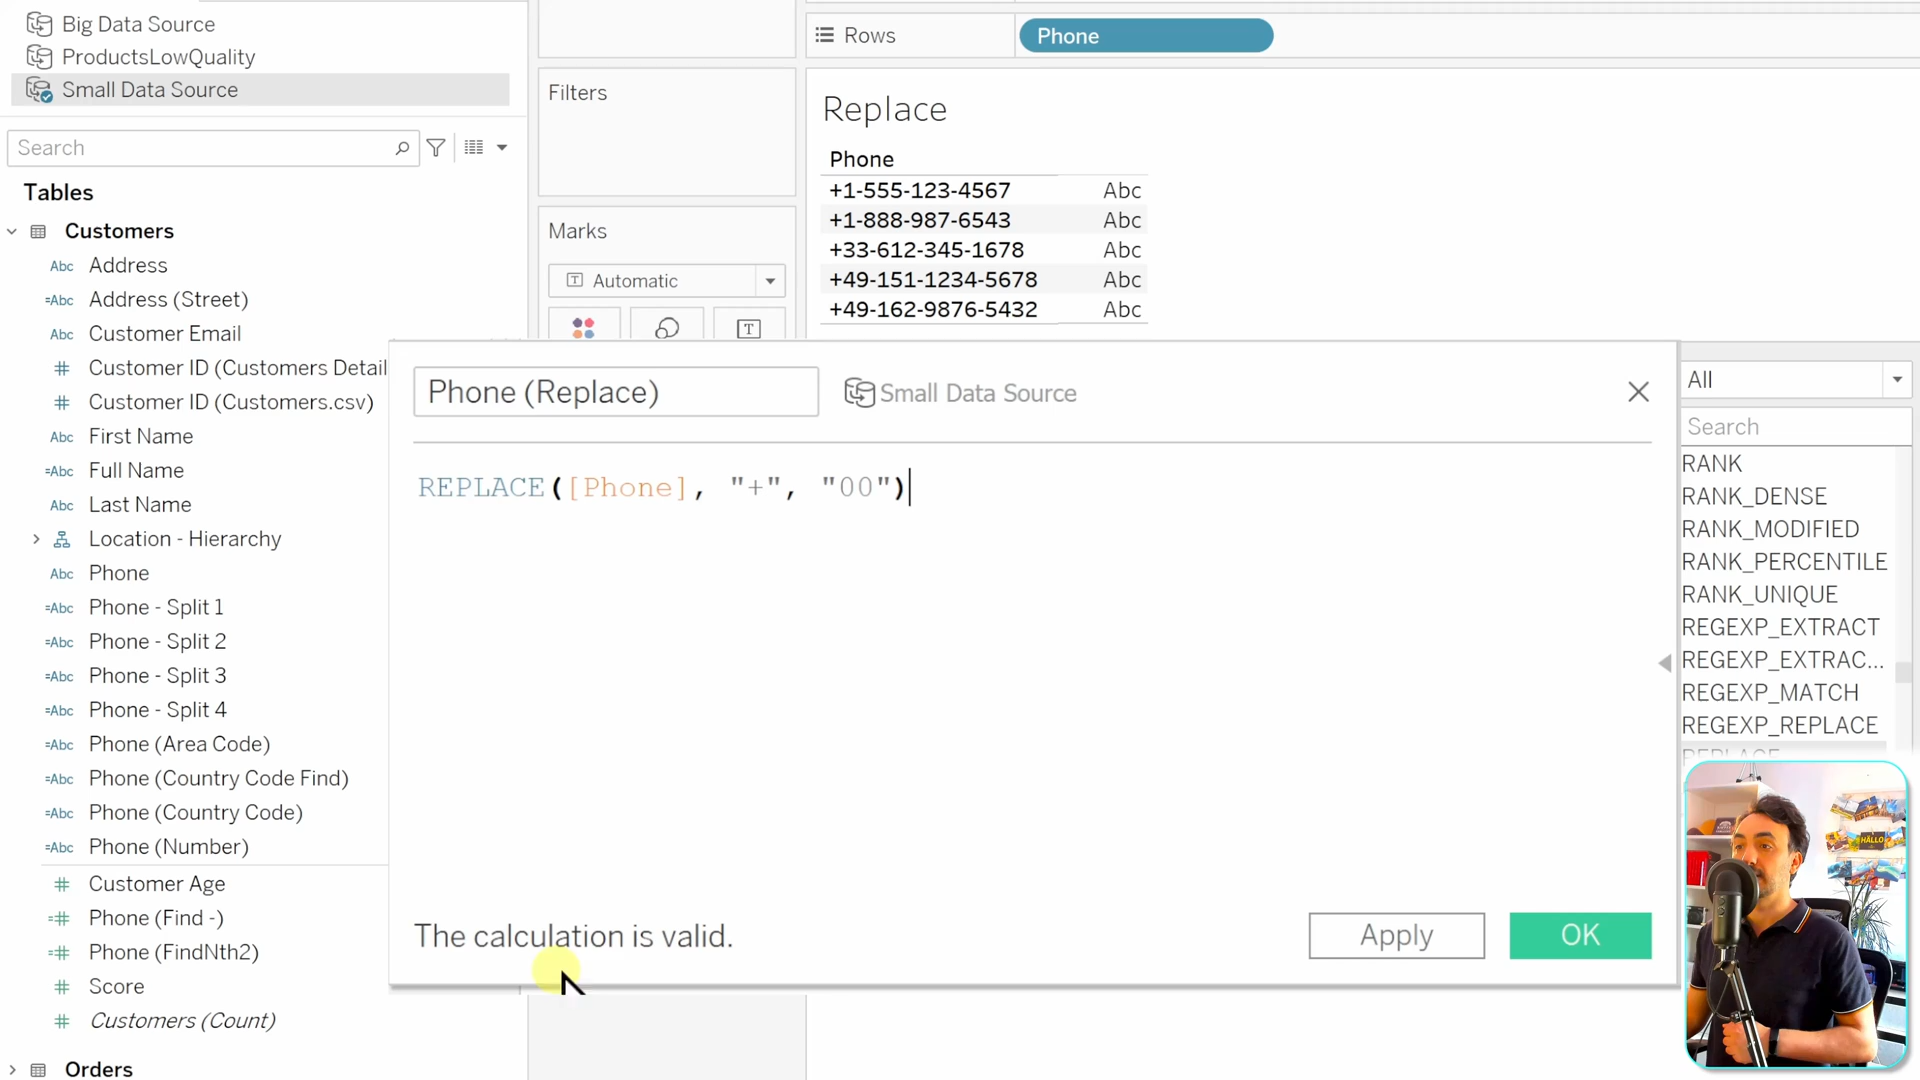 Big Data Source
ProductsLowQuality
Small Data Source
Search
Tables
Customers
Abc Address
=Abc Address (Street)
Abc Customer Email
# Customer ID (Customers Detail
# Customer ID (Customers.csv)
Abc First Name
=Abc Full Name
Abc Last Name
Location - Hierarchy
Abc Phone
=Abc Phone - Split 1
=Abc Phone - Split 2
=Abc Phone - Split 3
=Abc Phone - Split 4
=Abc Phone (Area Code)
=Abc Phone (Country Code Find)
=Abc Phone (Country Code)
=Abc Phone (Number)
# Customer Age
=# Phone (Find -)
=# Phone (FindNth2)
# Score
# Customers (Count)
Orders
Filters
Marks
T Automatic
T
Rows
Phone
Replace
Phone
+1-555-123-4567 Abc
+1-888-987-6543 Abc
+33-612-345-1678 Abc
+49-151-1234-5678 Abc
+49-162-9876-5432 Abc
Phone (Replace)
Small Data Source
REPLACE([Phone], "+", "00")
The calculation is valid.
Apply
OK
All
Search
RANK
RANK_DENSE
RANK_MODIFIED
RANK_PERCENTILE
RANK_UNIQUE
REGEXP_EXTRACT
REGEXP_EXTRAC...
REGEXP_MATCH
REGEXP_REPLACE
REPLACE
HALLO